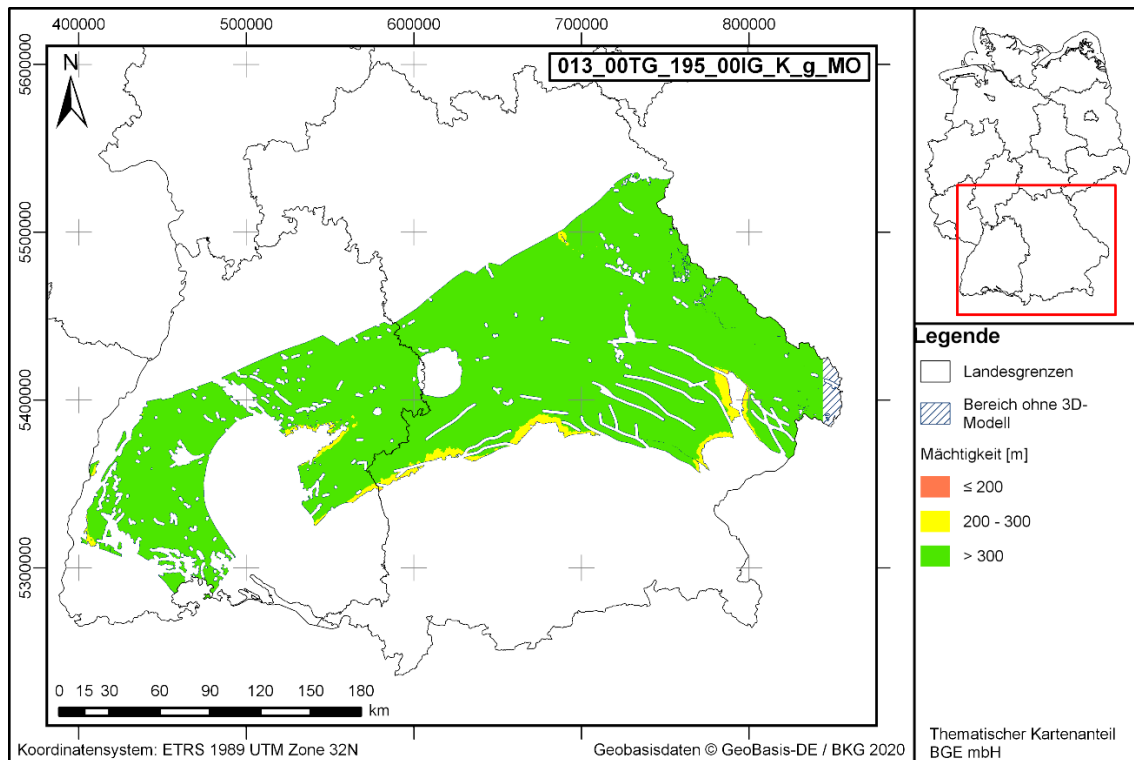 400000 500000 600000 700000 800000
013_00TG_195_00IG_K_g_MO
N
5600000
5500000
5400000
5300000
0 15 30 60 90 120 150 180
km
Koordinatensystem: ETRS 1989 UTM Zone 32N
Geobasisdaten © GeoBasis-DE / BKG 2020
Legende
Landesgrenzen
Bereich ohne 3D-
Modell
Mächtigkeit [m]
≤ 200
200 - 300
> 300
Thematischer Kartenanteil
BGE mbH